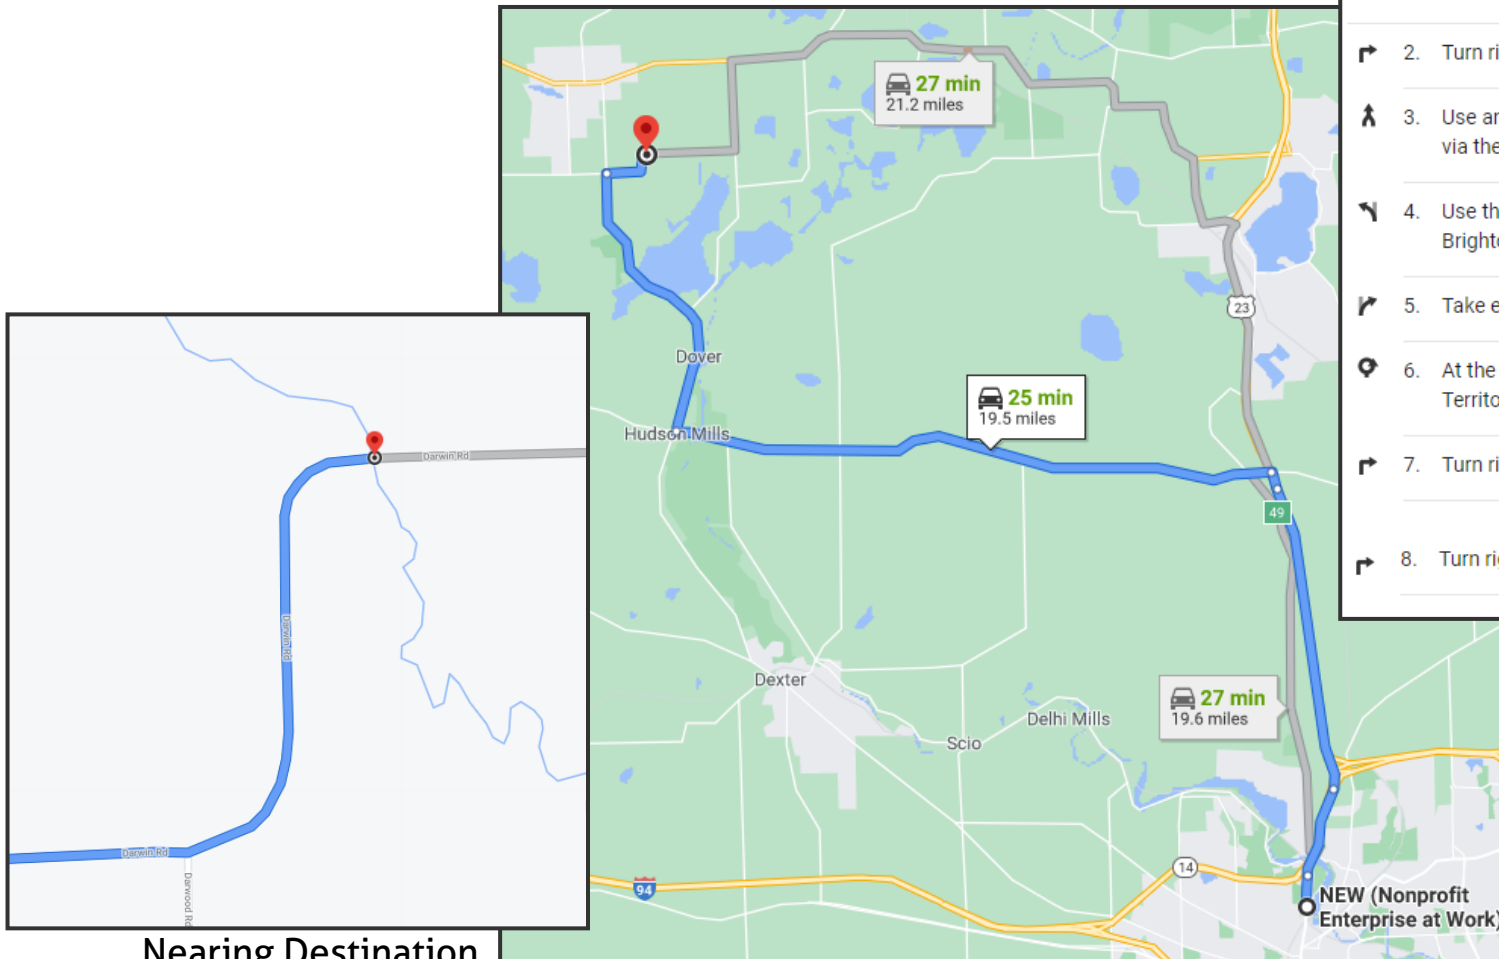 27 min
21.2 miles
23
Dover
25 min
19.5 miles
Hudson Mills
49
Dexter
Delhi Mills
Scio
27 min
19.6 miles
14
94
NEW (Nonprofit
Enterprise at Work)
Darwin Rd
Darwin Rd
Darwin Rd
Darwood Rd
Nearing Destination
2. Turn ri
3. Use an
via the
4. Use th
Brighto
5. Take e
6. At the
Territo
7. Turn ri
8. Turn ri